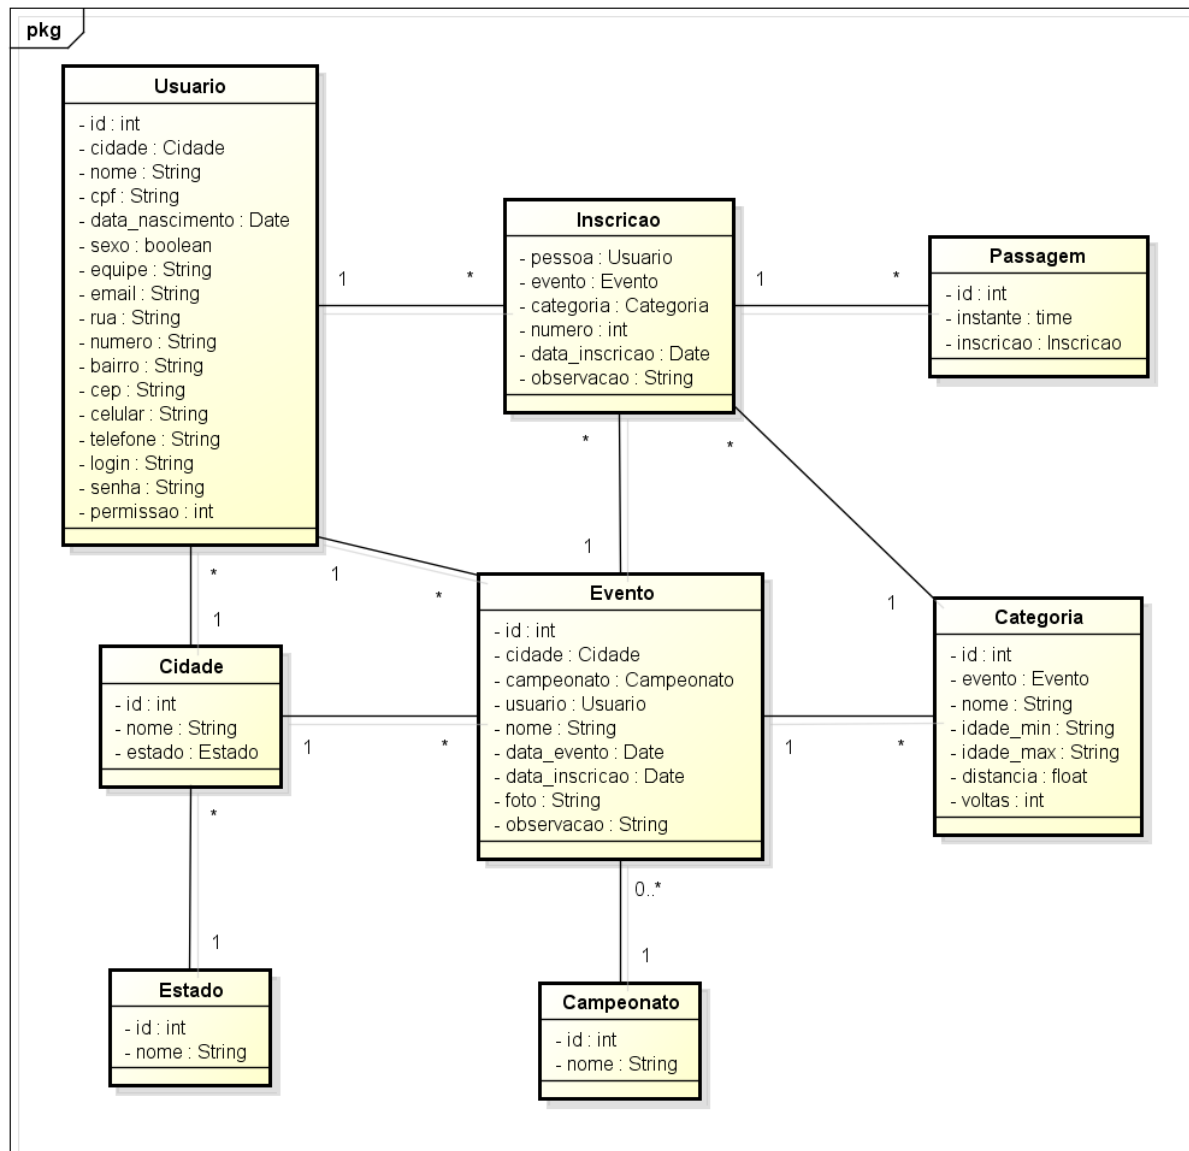 pkg
Usuario
- id : int
- cidade : Cidade
- nome : String
- cpf : String
- data_nascimento : Date
- sexo : boolean
- equipe : String
- email : String
- rua : String
- numero : String
- bairro : String
- cep : String
- celular : String
- telefone : String
- login : String
- senha : String
- permissao : int
1
*
Inscricao
- pessoa : Usuario
- evento : Evento
- categoria : Categoria
- numero : int
- data_inscricao : Date
- observacao : String
1
*
Passagem
- id : int
- instante : time
- inscricao : Inscricao
*
1
*
1
1
*
*
1
Cidade
- id : int
- nome : String
- estado : Estado
1
*
Evento
- id : int
- cidade : Cidade
- campeonato : Campeonato
- usuario : Usuario
- nome : String
- data_evento : Date
- data_inscricao : Date
- foto : String
- observacao : String
1
*
Categoria
- id : int
- evento : Evento
- nome : String
- idade_min : String
- idade_max : String
- distancia : float
- voltas : int
*
1
0..*
1
Estado
- id : int
- nome : String
Campeonato
- id : int
- nome : String